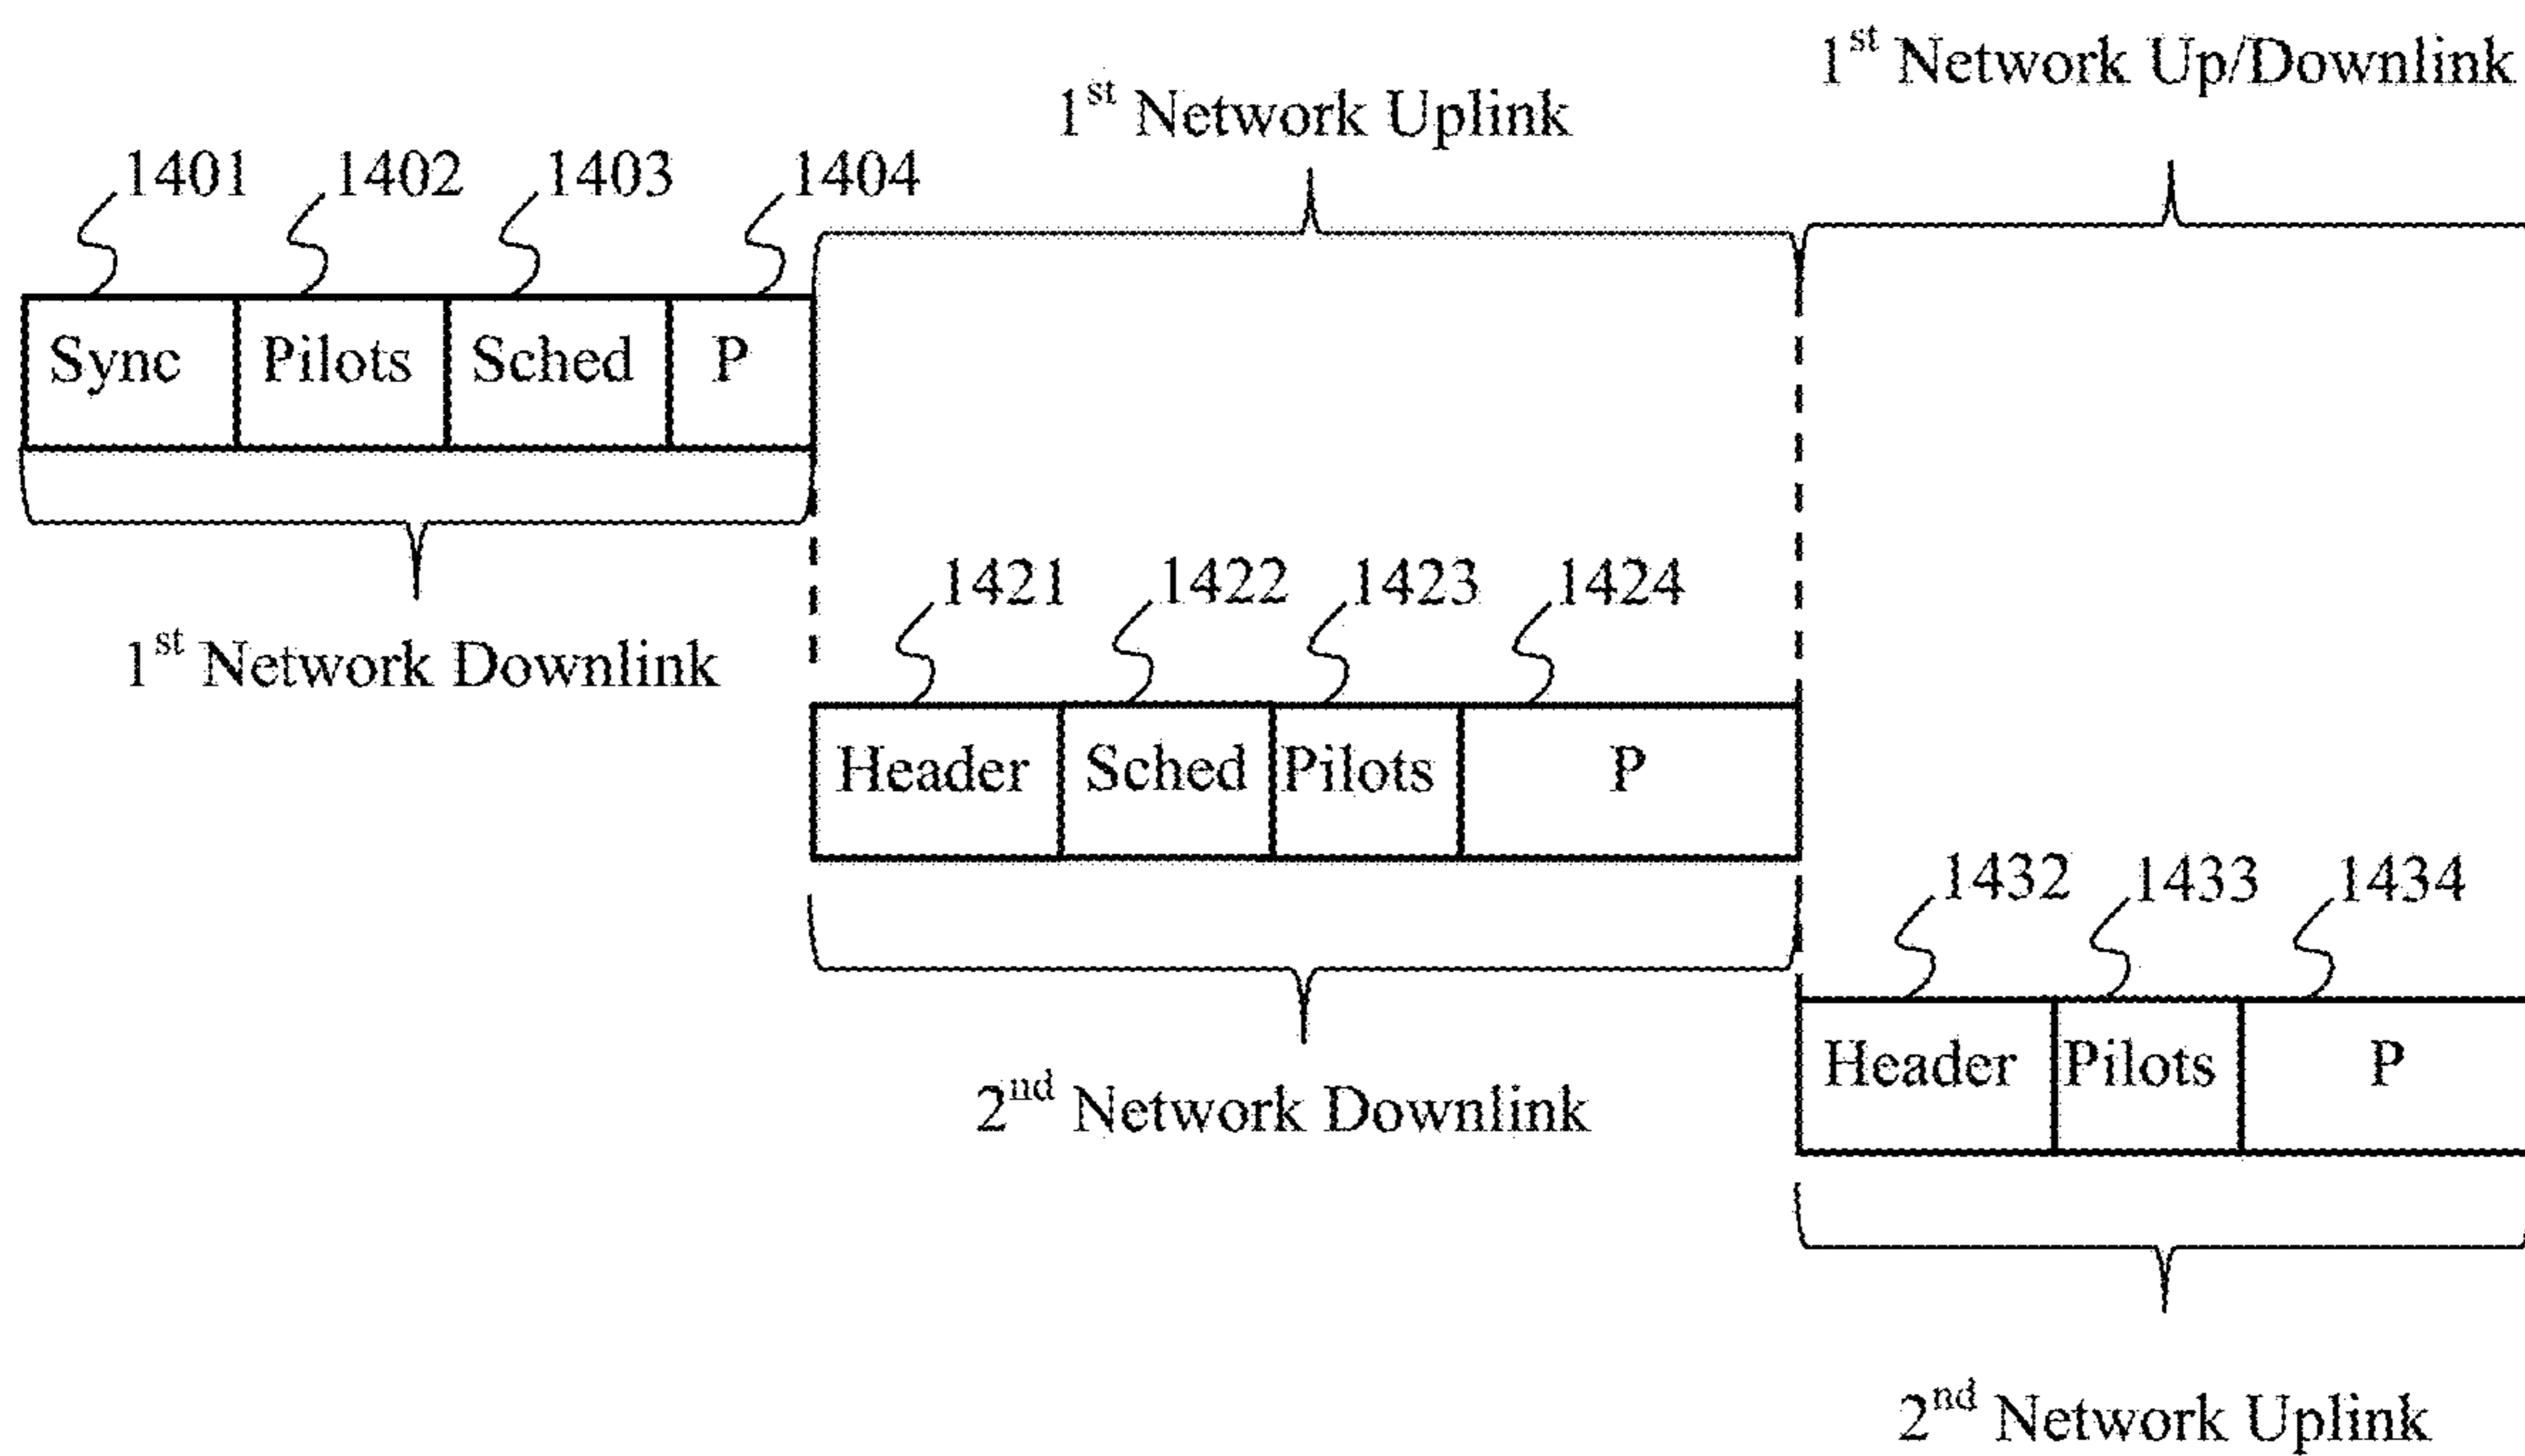 1st Network Up/Downlink
1st Network Uplink
1401 1402 1403 1404
Sync Pilots Sched P
1st Network Downlink
1421 1422 1423 1424
Header Sched Pilots P
2nd Network Downlink
1432 1433 1434
Header Pilots P
2nd Network Uplink